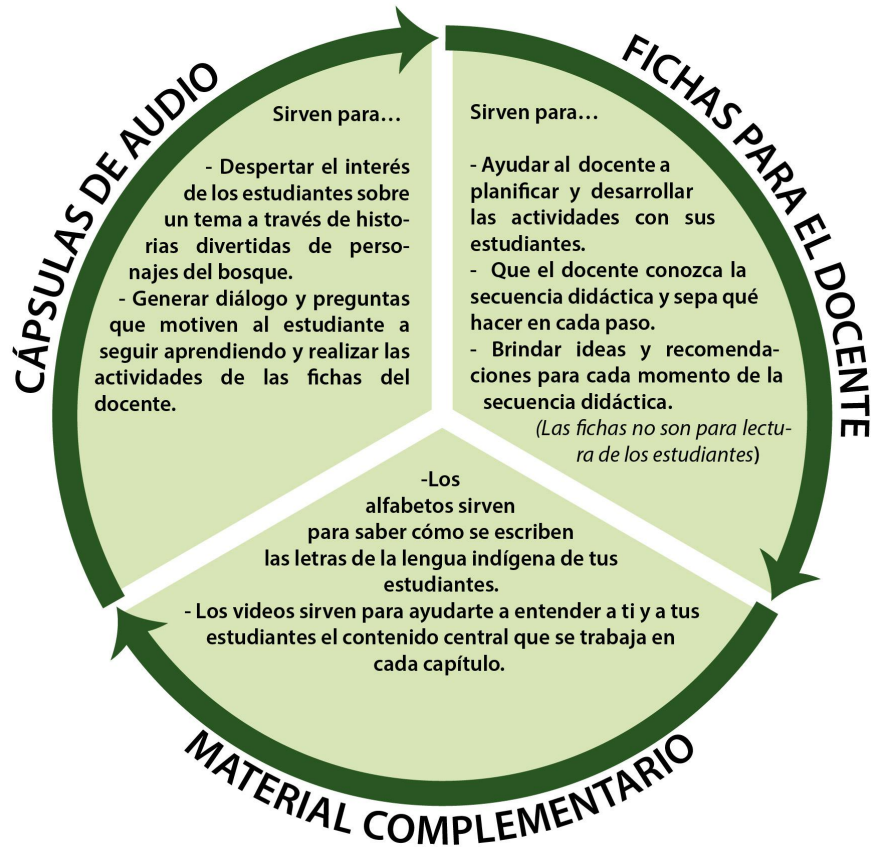 CÁPSULAS DE AUDIO
Sirven para…
- Despertar el interés
de los estudiantes sobre
un tema a través de histo-
rias divertidas de perso-
najes del bosque.
- Generar diálogo y preguntas
que motiven al estudiante a
seguir aprendiendo y realizar las
actividades de las fichas del
docente.
FICHAS PARA EL DOCENTE
Sirven para…
- Ayudar al docente a
planificar y desarrollar
las actividades con sus
estudiantes.
- Que el docente conozca la
secuencia didáctica y sepa qué
hacer en cada paso.
- Brindar ideas y recomenda-
ciones para cada momento de la
secuencia didáctica.
(Las fichas no son para lectu-
ra de los estudiantes)
-Los
alfabetos sirven
para saber cómo se escriben
las letras de la lengua indígena de tus
estudiantes.
- Los videos sirven para ayudarte a entender a ti y a tus
estudiantes el contenido central que se trabaja en
cada capítulo.
MATERIAL COMPLEMENTARIO